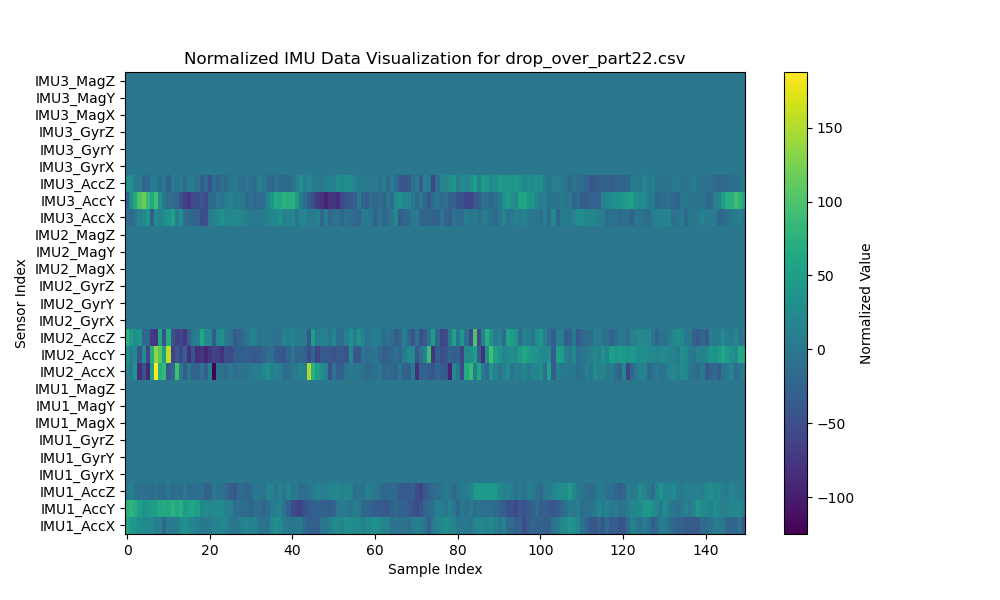 Normalized IMU Data Visualization for drop_over_part22.csv
IMU3_MagZ
IMU3_MagY
IMU3_MagX
IMU3_GyrZ
IMU3_GyrY
IMU3_GyrX
IMU3_AccZ
IMU3_AccY
IMU3_AccX
IMU2_MagZ
IMU2_MagY
IMU2_MagX
IMU2_GyrZ
IMU2_GyrY
IMU2_GyrX
IMU2_AccZ
IMU2_AccY
IMU2_AccX
IMU1_MagZ
IMU1_MagY
IMU1_MagX
IMU1_GyrZ
IMU1_GyrY
IMU1_GyrX
IMU1_AccZ
IMU1_AccY
IMU1_AccX
Sensor Index
0 20 40 60 80 100 120 140
Sample Index
150
100
50
0
−50
−100
Normalized Value